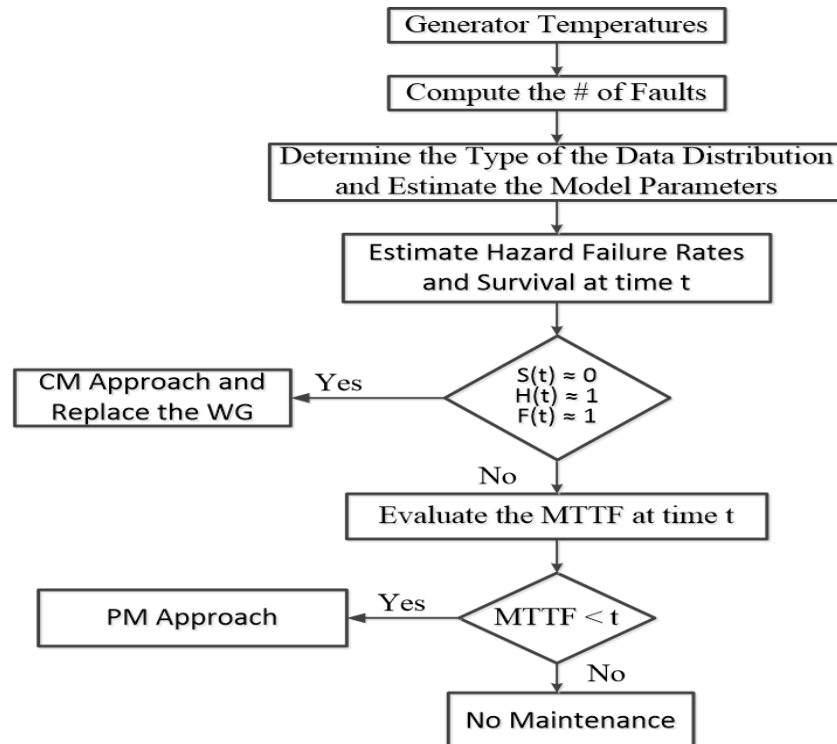 Generator Temperatures
Compute the # of Faults
Determine the Type of the Data Distribution
and Estimate the Model Parameters
Estimate Hazard Failure Rates
and Survival at time t
S(t) ≈ 0
H(t) ≈ 1
F(t) ≈ 1
Yes
CM Approach and
Replace the WG
No
Evaluate the MTTF at time t
MTTF < t
Yes
PM Approach
No
No Maintenance